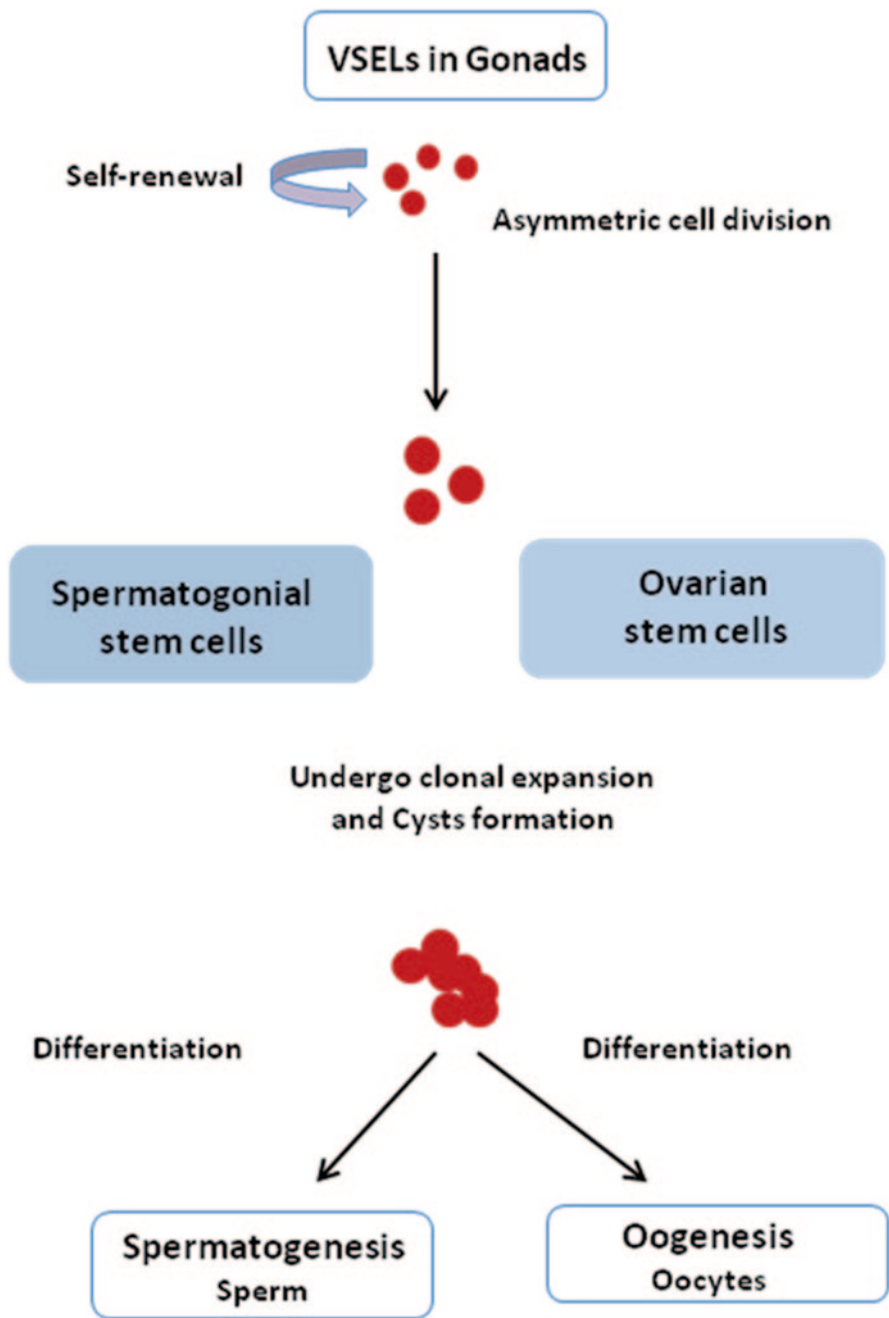 VSELs in Gonads
Self-renewal
Asymmetric cell division
Spermatogonial
stem cells
Ovarian
stem cells
Undergo clonal expansion
and Cysts formation
Differentiation
Differentiation
Spermatogenesis
Sperm
Oogenesis
Oocytes